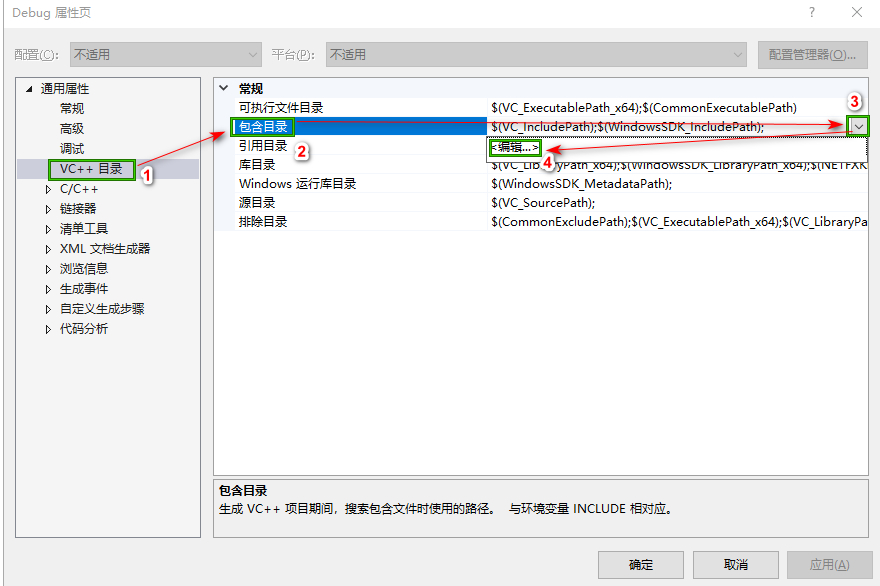 Debug 属性页
配置(C): 不适用 平台(P): 不适用 配置管理器(O)...
通用属性
常规
高级
调试
VC++ 目录
1
C/C++
链接器
清单工具
XML 文档生成器
浏览信息
生成事件
自定义生成步骤
代码分析
常规
可执行文件目录 $(VC_ExecutablePath_x64);$(CommonExecutablePath)
3
包含目录 $(VC_IncludePath);$(WindowsSDK_IncludePath);
引用目录 2 <编辑...>
4
库目录 $(VC_LibraryPath_x64);$(WindowsSDK_LibraryPath_x64);$(NETFXK
Windows 运行库目录 $(WindowsSDK_MetadataPath);
源目录 $(VC_SourcePath);
排除目录 $(CommonExcludePath);$(VC_ExecutablePath_x64);$(VC_LibraryPa
包含目录
生成 VC++ 项目期间，搜索包含文件时使用的路径。 与环境变量 INCLUDE 相对应。
确定 取消 应用(A)